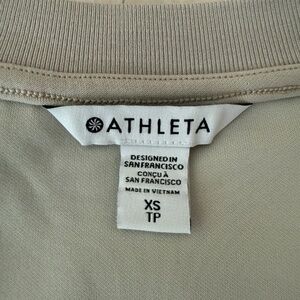 ATHLETA
DESIGNED IN
SAN FRANCISCO
CONÇU À
SAN FRANCISCO
MADE IN VIETNAM
XS
TP